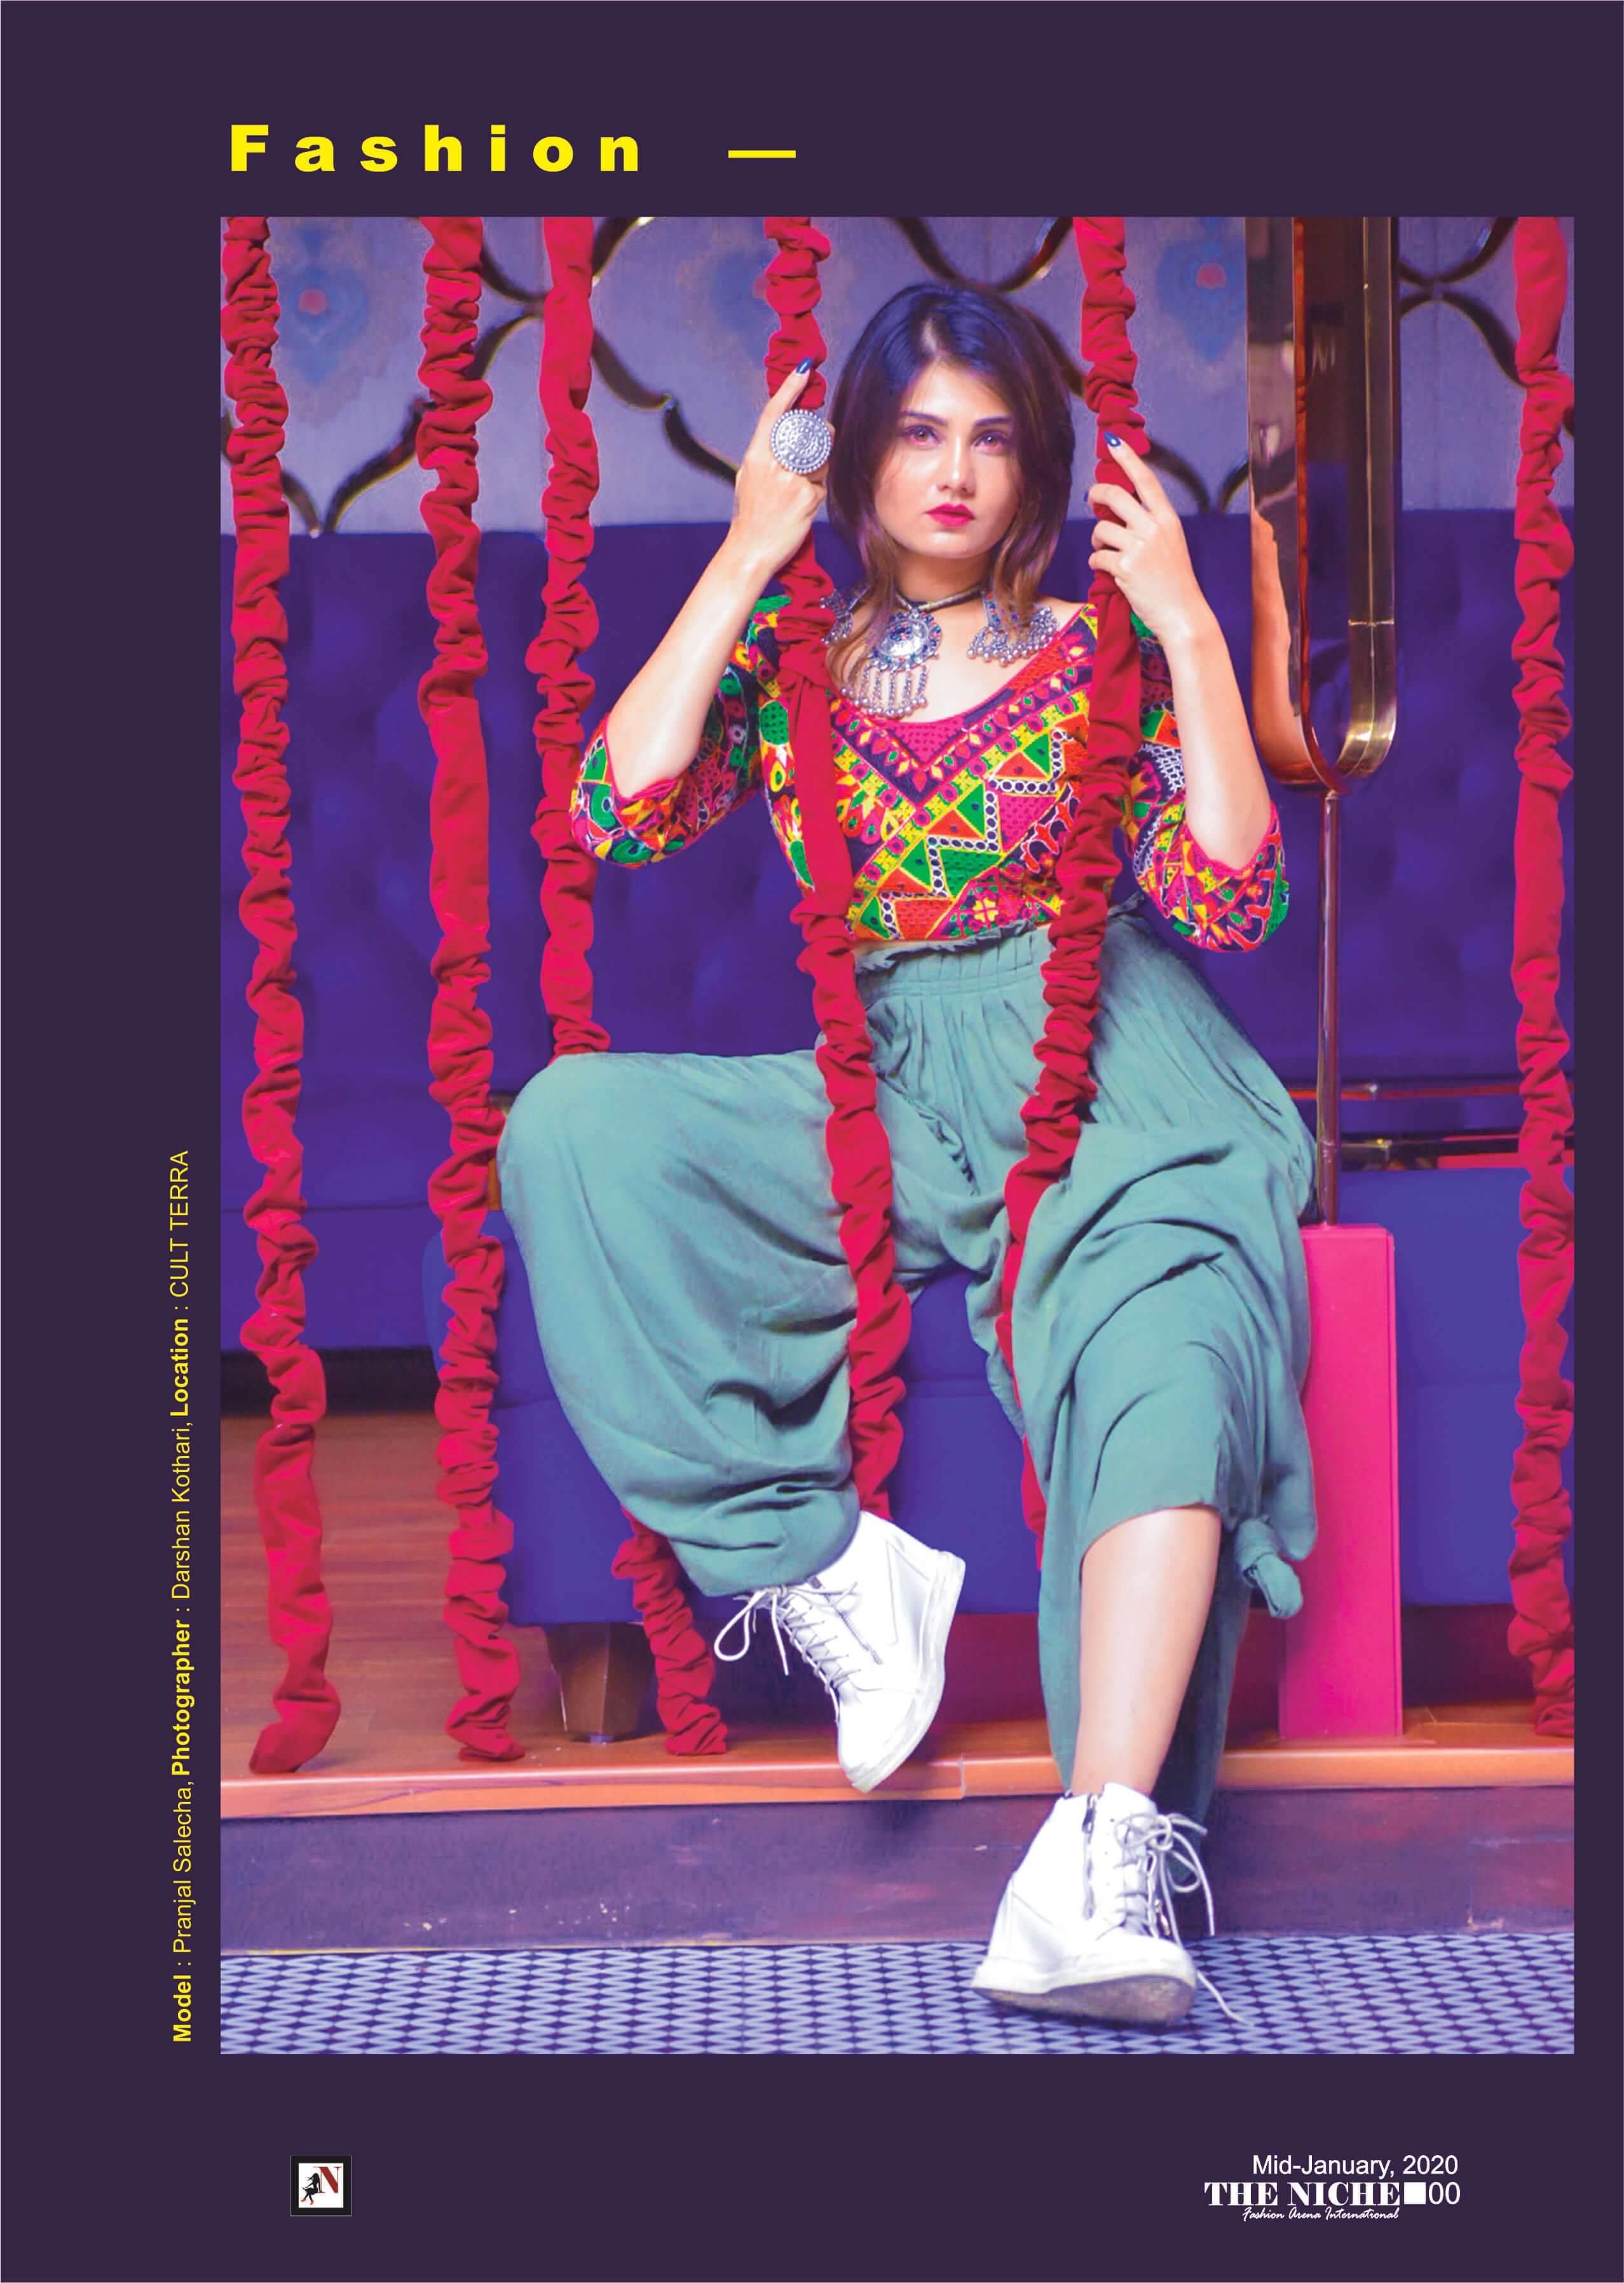 Fashion —
Model : Pranjal Salecha, Photographer : Darshan Kothari, Location : CULT TERRA
N
Mid-January, 2020
THE NICHE■00
Fashion Arena International